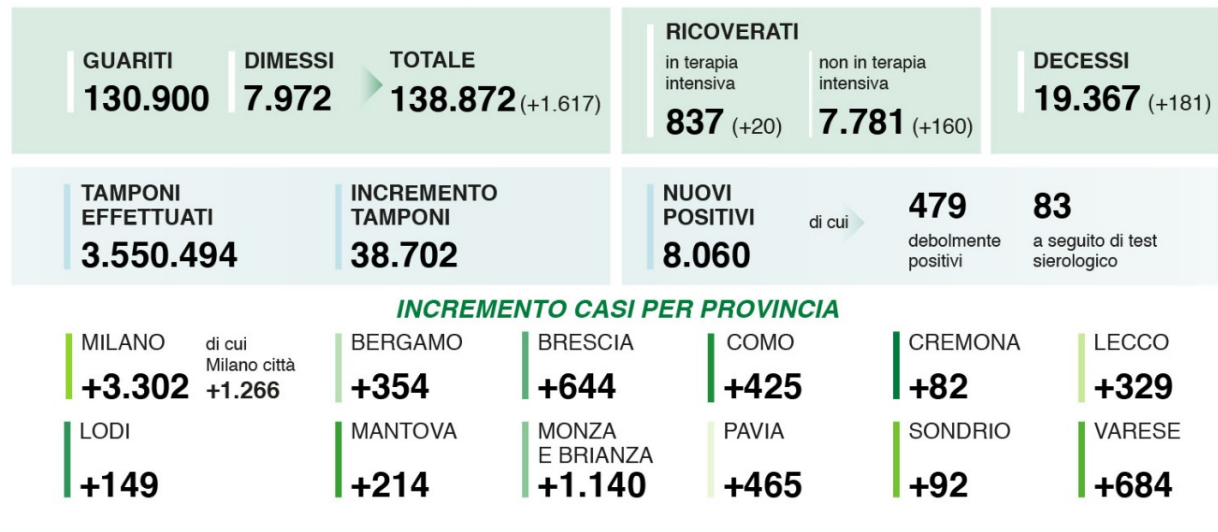 GUARITI
130.900
DIMESSI
7.972
TOTALE
138.872 (+1.617)
RICOVERATI
in terapia
intensiva
837 (+20)
non in terapia
intensiva
7.781 (+160)
DECESSI
19.367 (+181)
TAMPONI
EFFETTUATI
3.550.494
INCREMENTO
TAMPONI
38.702
NUOVI
POSITIVI
8.060
di cui
479
debolmente
positivi
83
a seguito di test
sierologico
INCREMENTO CASI PER PROVINCIA
MILANO
+3.302
di cui
Milano città
+1.266
BERGAMO
+354
BRESCIA
+644
COMO
+425
CREMONA
+82
LECCO
+329
LODI
+149
MANTOVA
+214
MONZA
E BRIANZA
+1.140
PAVIA
+465
SONDRIO
+92
VARESE
+684